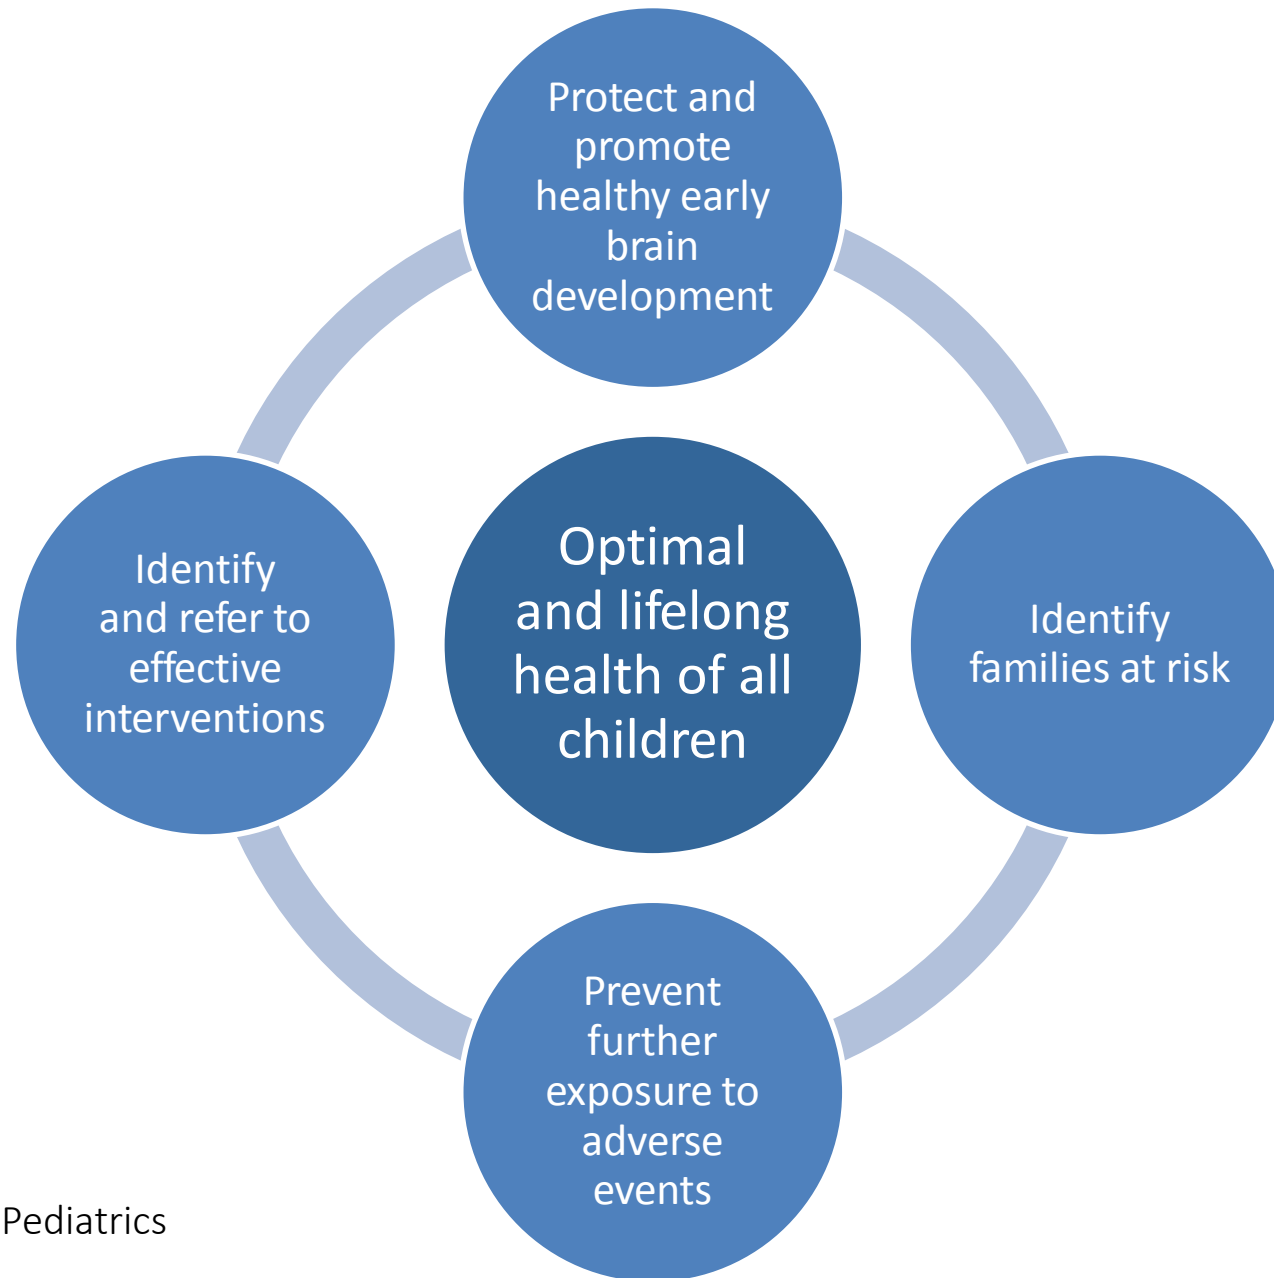 Protect and
promote
healthy early
brain
development
Identify
and refer to
effective
interventions
Optimal
and lifelong
health of all
children
Identify
families at risk
Prevent
further
exposure to
adverse
events
Pediatrics